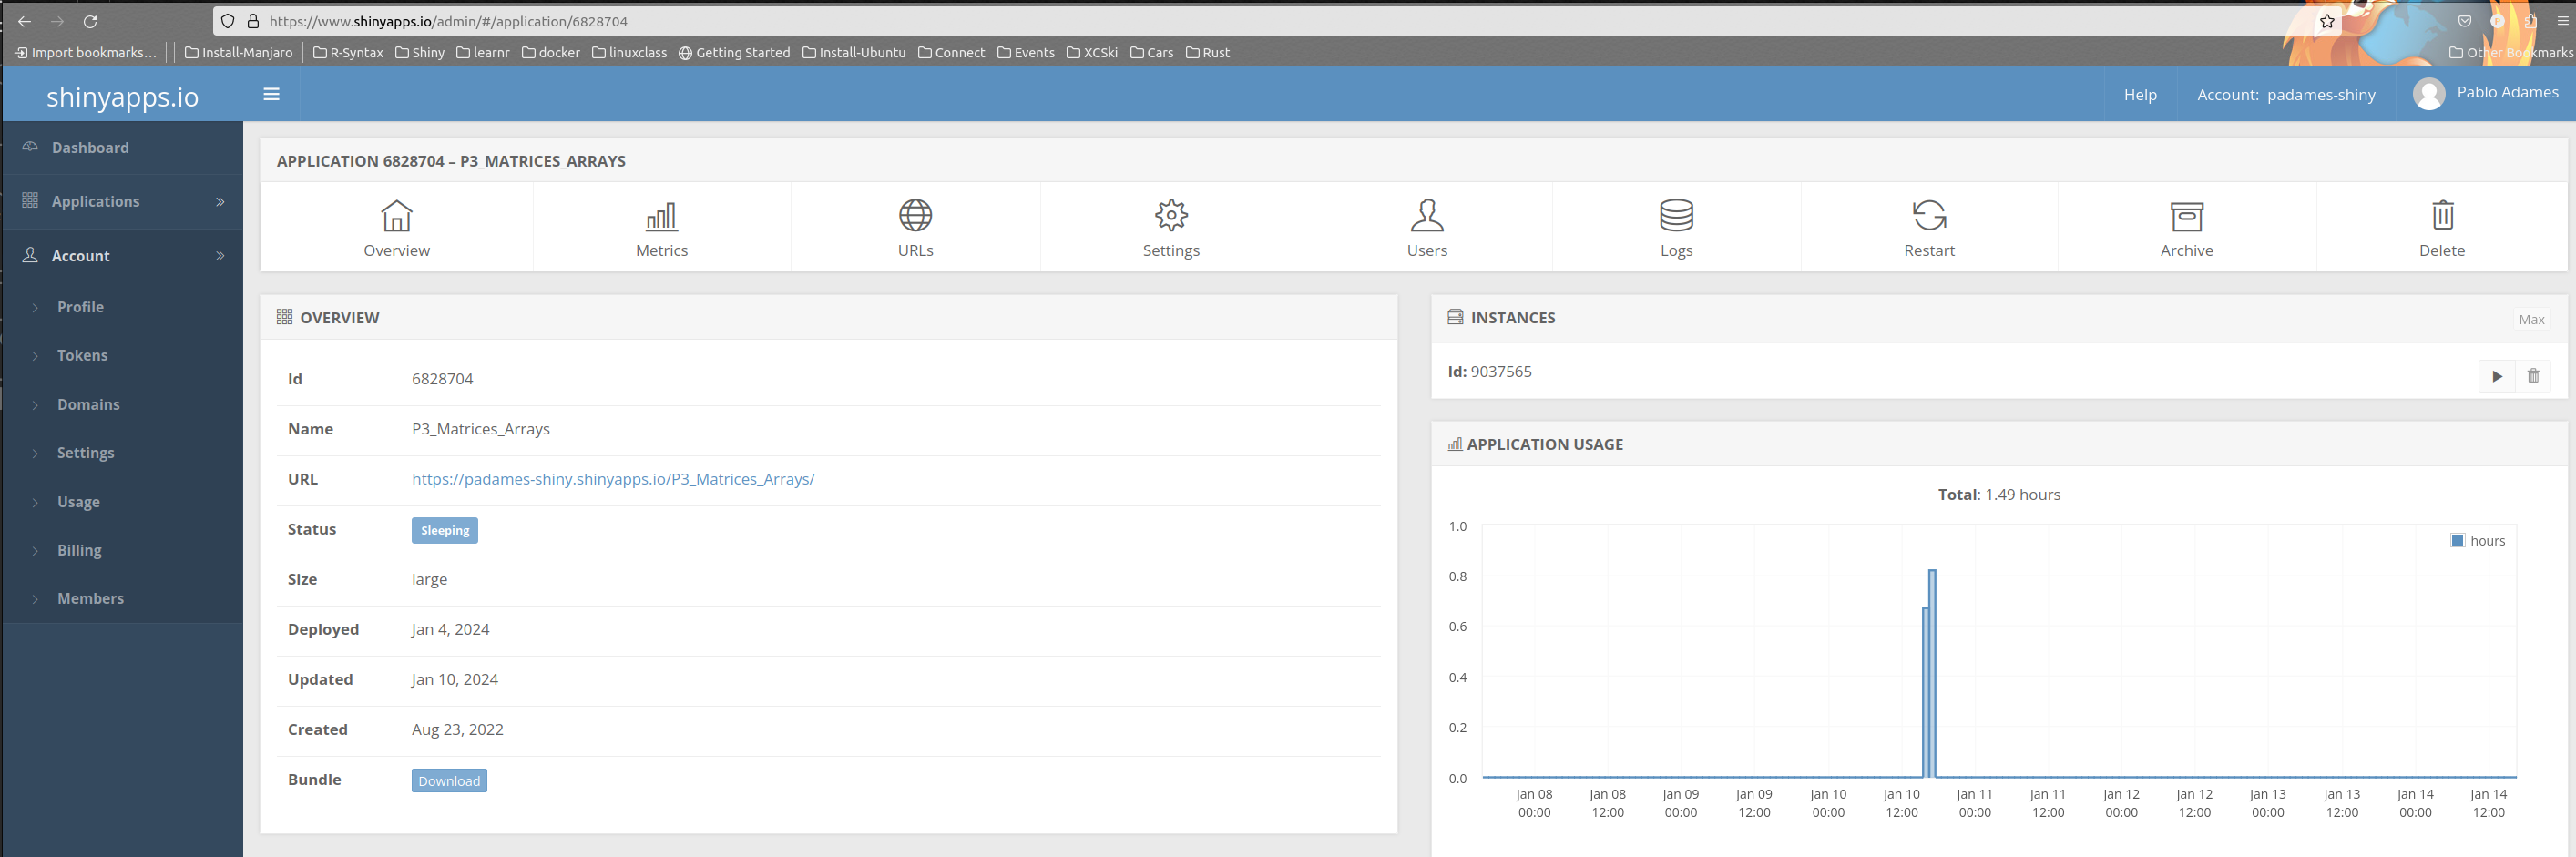 https://www.shinyapps.io/admin/#/application/6828704
Import bookmarks... Install-Manjaro R-Syntax Shiny learnr docker linuxclass Getting Started Install-Ubuntu Connect Events XCSki Cars Rust Other Bookmarks
shinyapps.io Help Account: padames-shiny Pablo Adames
Dashboard
Applications
Account
Profile
Tokens
Domains
Settings
Usage
Billing
Members
APPLICATION 6828704 – P3_MATRICES_ARRAYS
Overview Metrics URLs Settings Users Logs Restart Archive Delete
OVERVIEW
Id 6828704
Name P3_Matrices_Arrays
URL https://padames-shiny.shinyapps.io/P3_Matrices_Arrays/
Status Sleeping
Size large
Deployed Jan 4, 2024
Updated Jan 10, 2024
Created Aug 23, 2022
Bundle Download
INSTANCES Max
Id: 9037565
APPLICATION USAGE
Total: 1.49 hours
hours
1.0
0.8
0.6
0.4
0.2
0.0
Jan 08 Jan 08 Jan 09 Jan 09 Jan 10 Jan 10 Jan 11 Jan 11 Jan 12 Jan 12 Jan 13 Jan 13 Jan 14 Jan 14
00:00 12:00 00:00 12:00 00:00 12:00 00:00 12:00 00:00 12:00 00:00 12:00 00:00 12:00